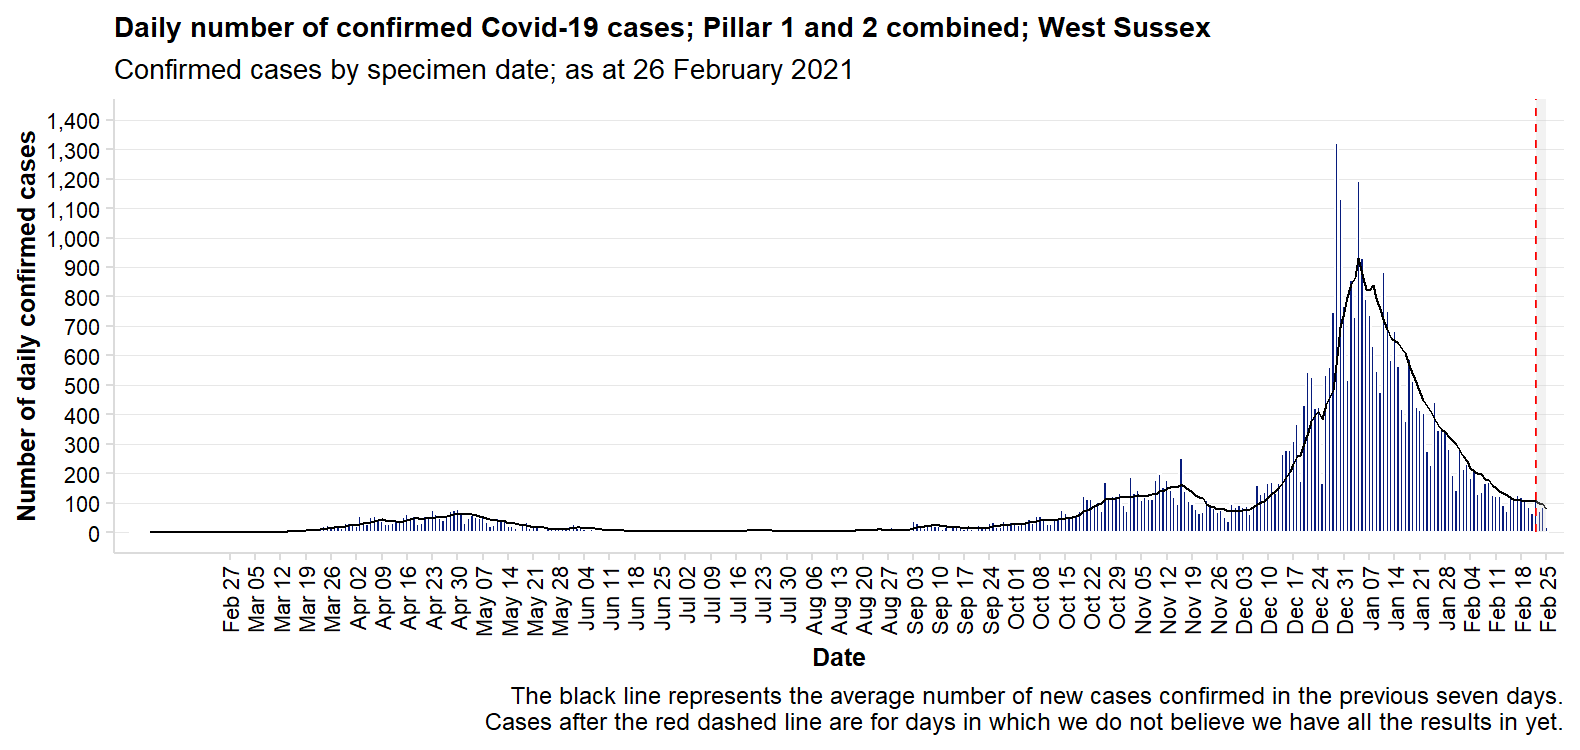 Daily number of confirmed Covid-19 cases; Pillar 1 and 2 combined; West Sussex
Confirmed cases by specimen date; as at 26 February 2021
Number of daily confirmed cases
1,400
1,300
1,200
1,100
1,000
900
800
700
600
500
400
300
200
100
0
Feb 27
Mar 05
Mar 12
Mar 19
Mar 26
Apr 02
Apr 09
Apr 16
Apr 23
Apr 30
May 07
May 14
May 21
May 28
Jun 04
Jun 11
Jun 18
Jun 25
Jul 02
Jul 09
Jul 16
Jul 23
Jul 30
Aug 06
Aug 13
Aug 20
Aug 27
Sep 03
Sep 10
Sep 17
Sep 24
Oct 01
Oct 08
Oct 15
Oct 22
Oct 29
Nov 05
Nov 12
Nov 19
Nov 26
Dec 03
Dec 10
Dec 17
Dec 24
Dec 31
Jan 07
Jan 14
Jan 21
Jan 28
Feb 04
Feb 11
Feb 18
Feb 25
Date
The black line represents the average number of new cases confirmed in the previous seven days.
Cases after the red dashed line are for days in which we do not believe we have all the results in yet.